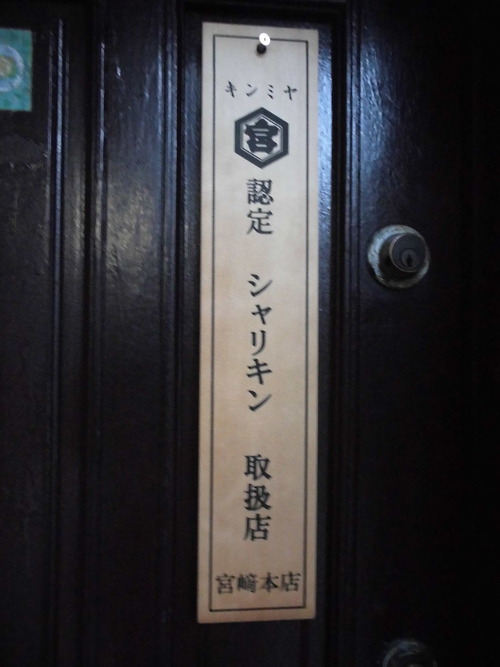 キンミヤ
宮
認定 シャリキン 取扱店
宮﨑本店